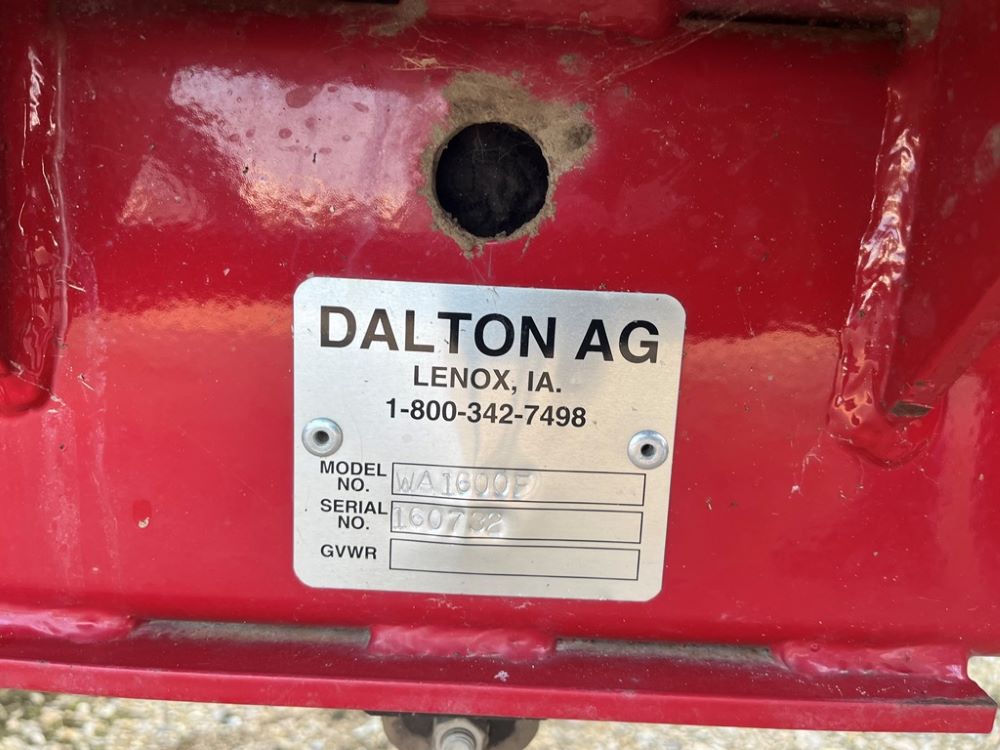 DALTON AG
LENOX, IA.
1-800-342-7498
MODEL NO. WA1600F
SERIAL NO. 160732
GVWR